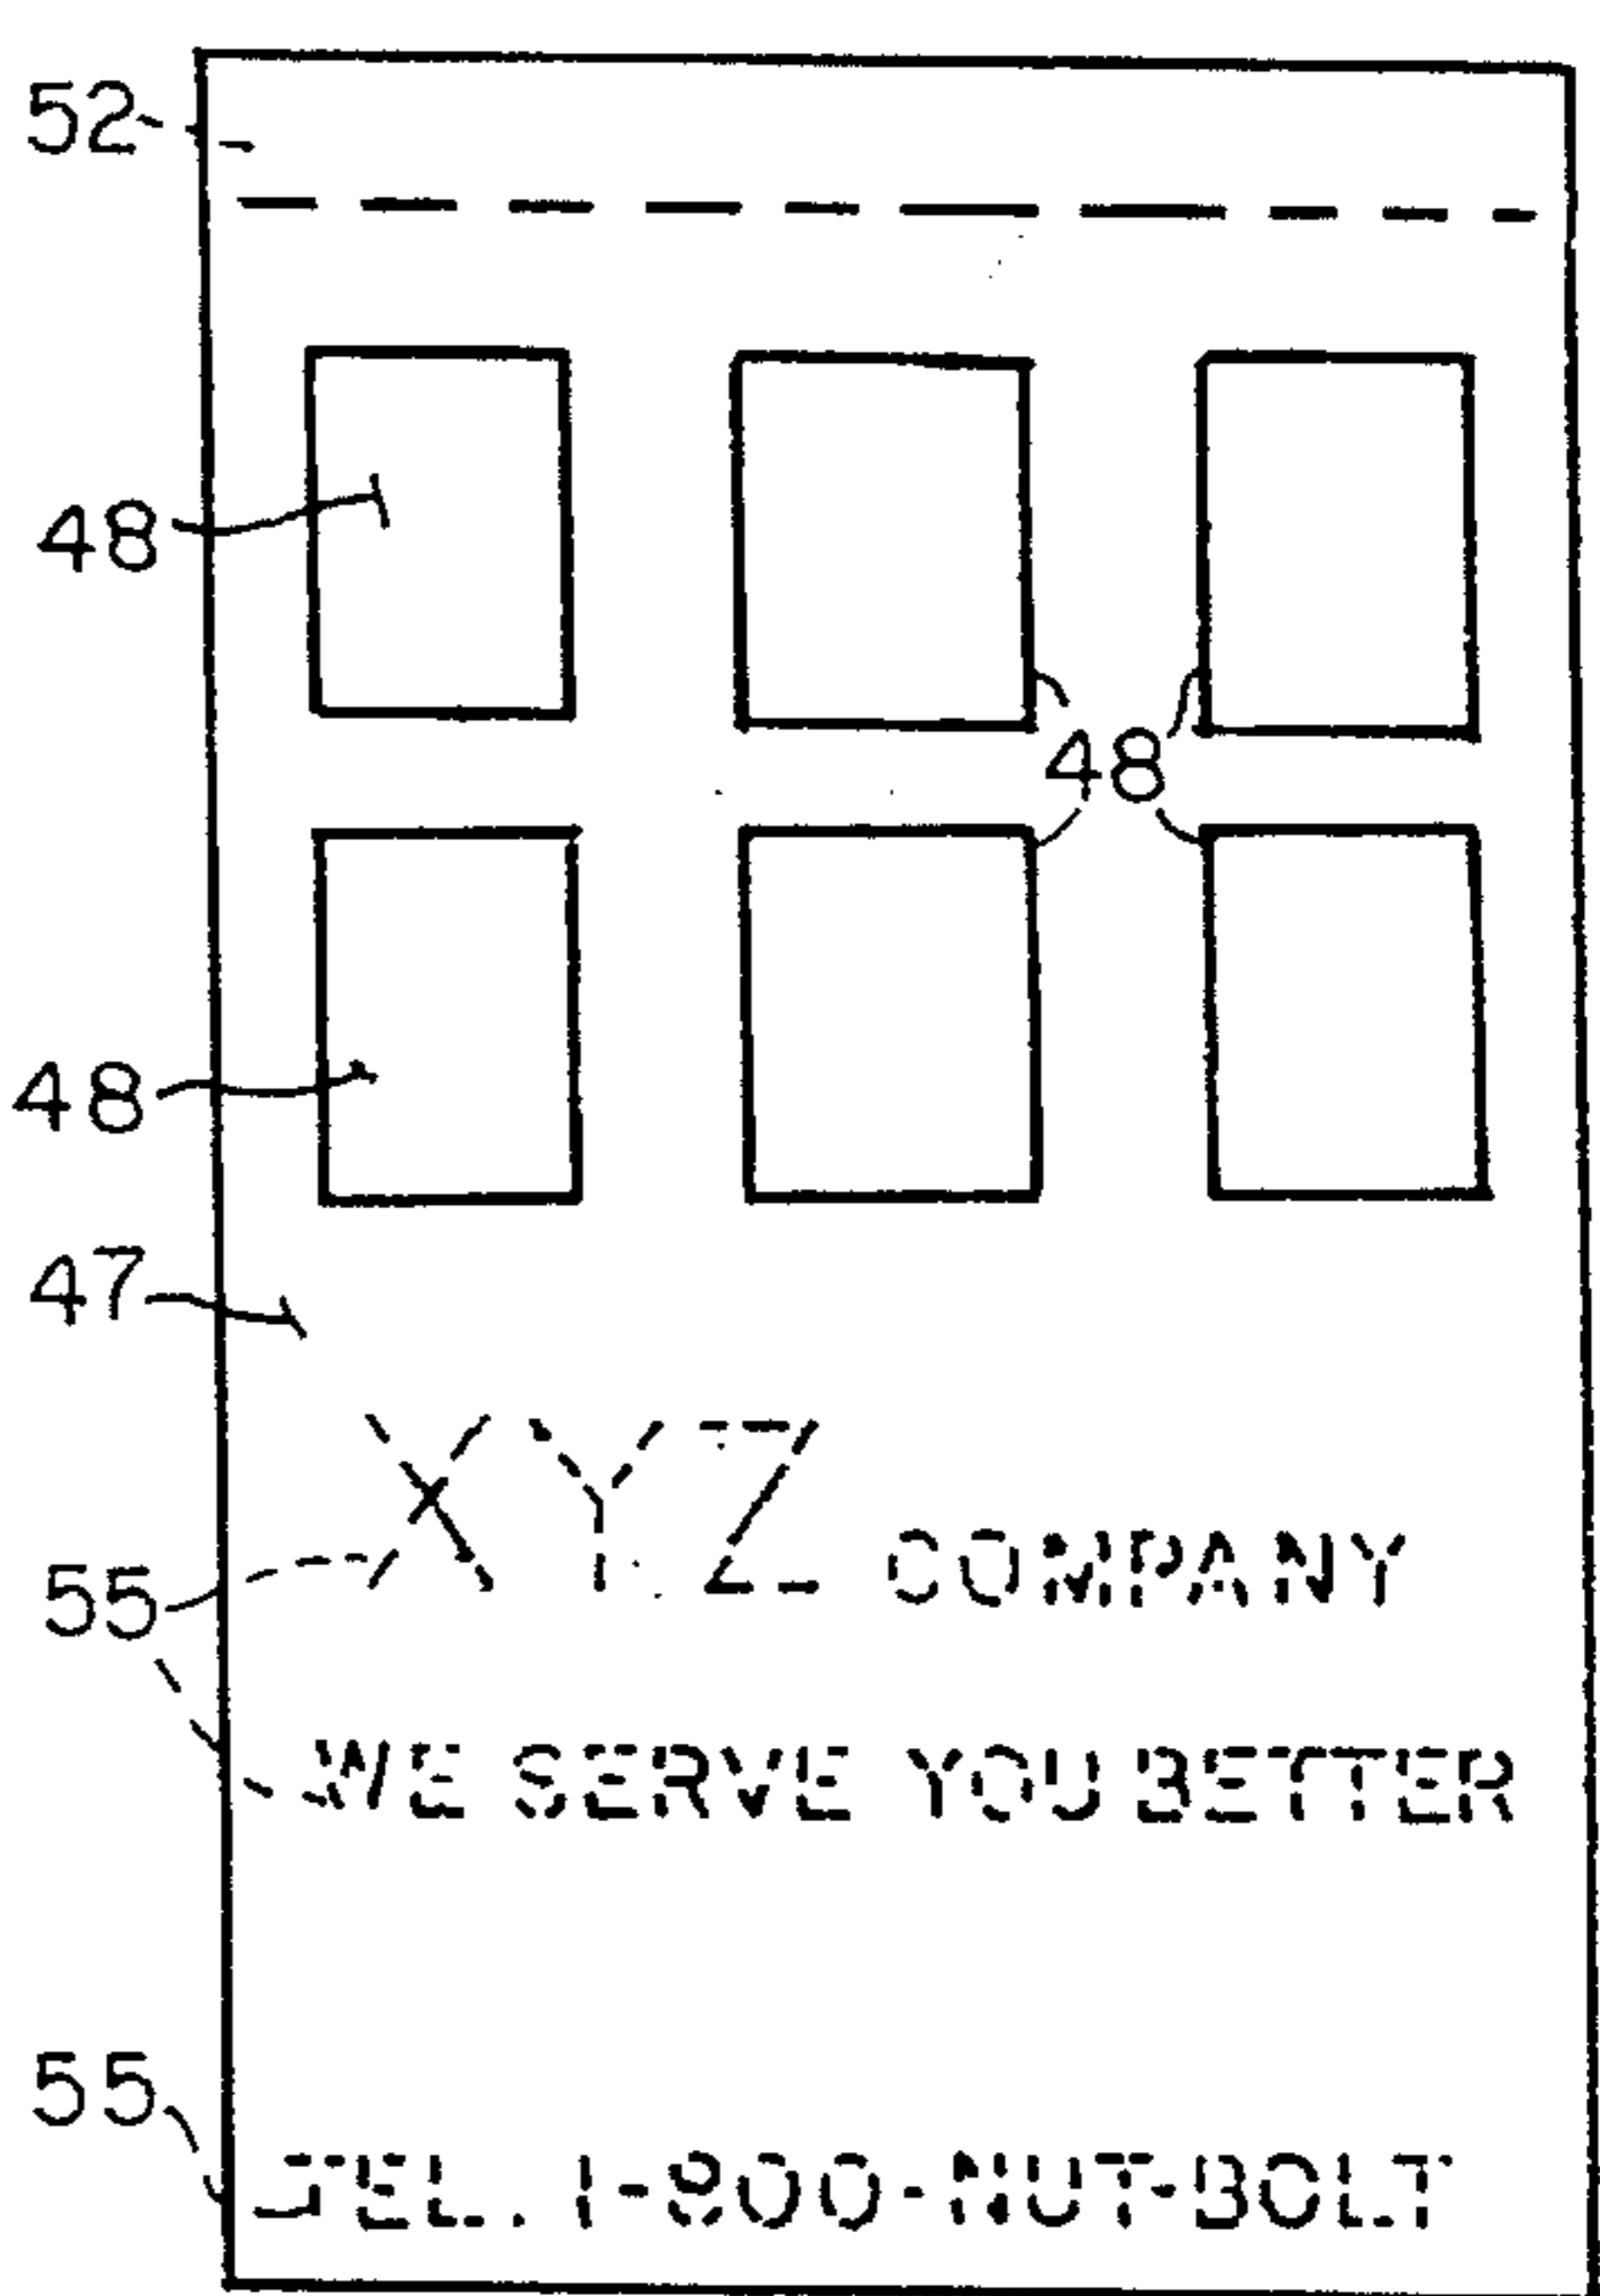 52
48
48
48
47
XYZ COMPANY
55
WE SERVE YOU BETTER
55
TEL. 1-800-NUT-BOLT